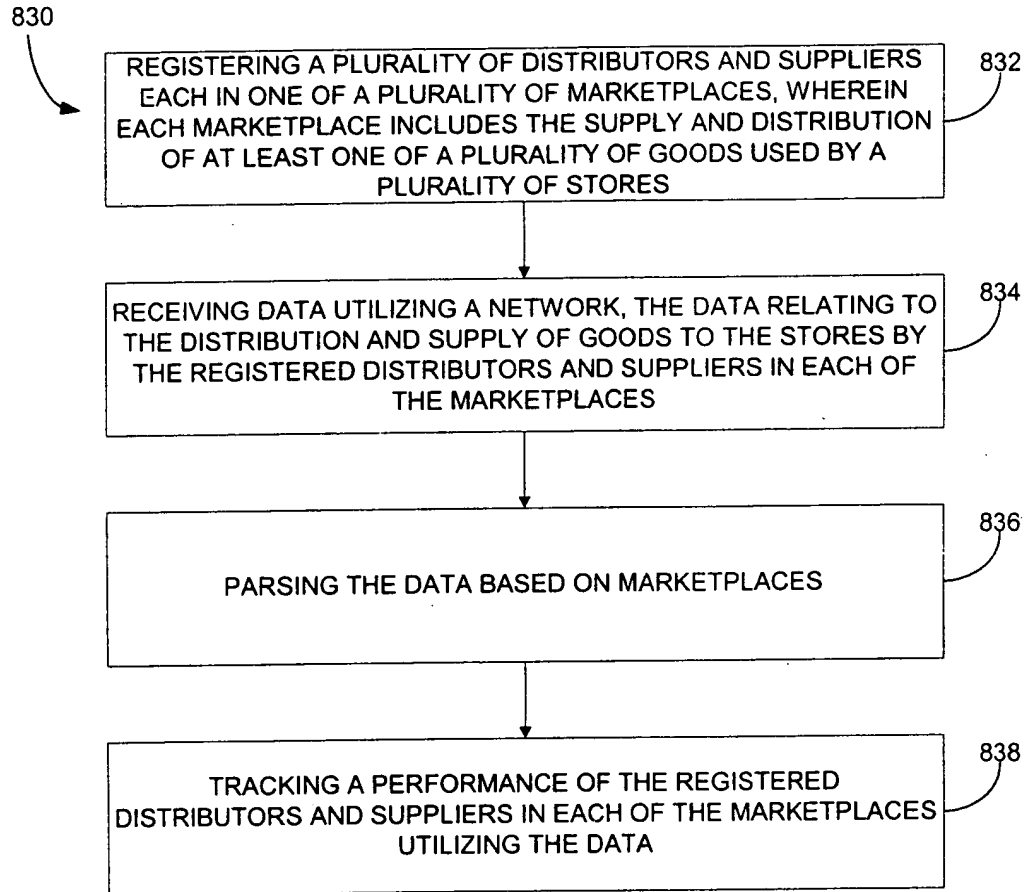 830
REGISTERING A PLURALITY OF DISTRIBUTORS AND SUPPLIERS
EACH IN ONE OF A PLURALITY OF MARKETPLACES, WHEREIN
EACH MARKETPLACE INCLUDES THE SUPPLY AND DISTRIBUTION
OF AT LEAST ONE OF A PLURALITY OF GOODS USED BY A
PLURALITY OF STORES
832
RECEIVING DATA UTILIZING A NETWORK, THE DATA RELATING TO
THE DISTRIBUTION AND SUPPLY OF GOODS TO THE STORES BY
THE REGISTERED DISTRIBUTORS AND SUPPLIERS IN EACH OF
THE MARKETPLACES
834
PARSING THE DATA BASED ON MARKETPLACES
836
TRACKING A PERFORMANCE OF THE REGISTERED
DISTRIBUTORS AND SUPPLIERS IN EACH OF THE MARKETPLACES
UTILIZING THE DATA
838